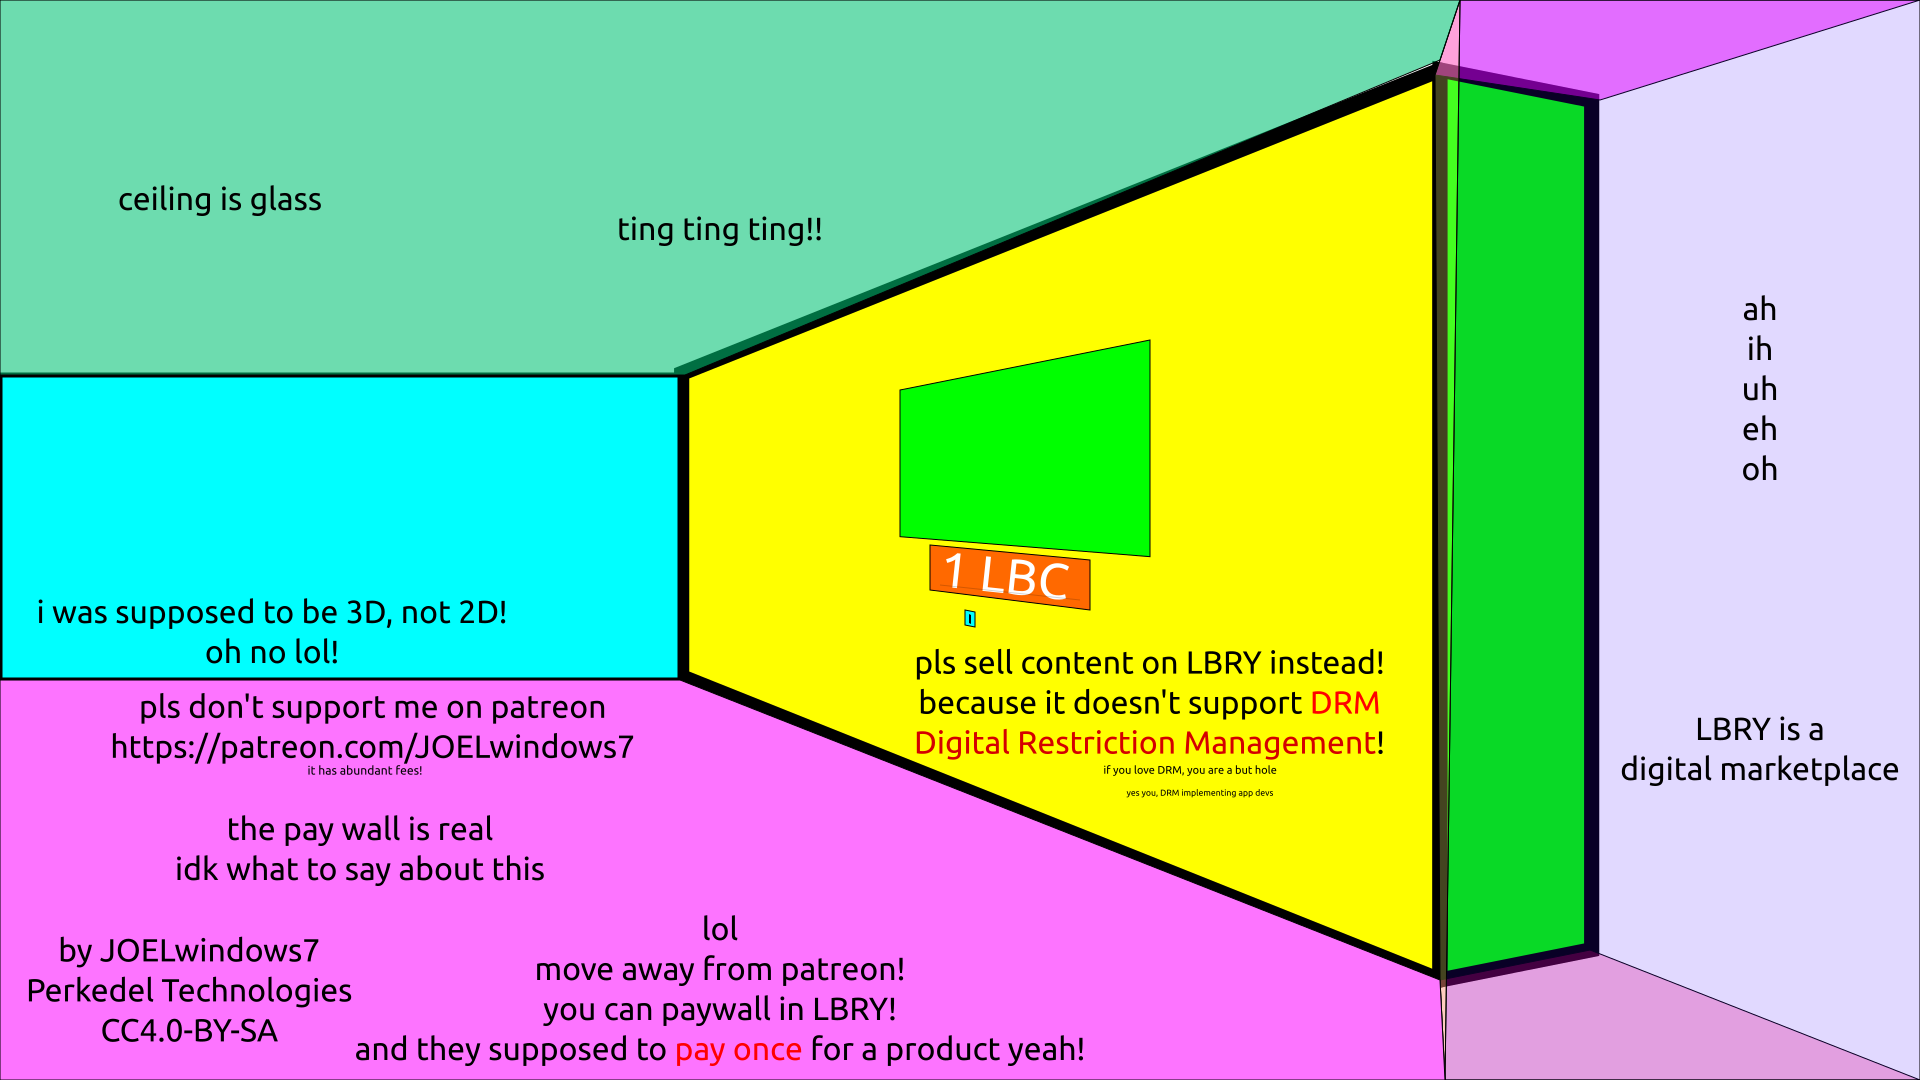 ceiling is glass
ting ting ting!!
ah
ih
uh
eh
oh
1 LBC
i
i was supposed to be 3D, not 2D!
oh no lol!
pls sell content on LBRY instead!
because it doesn't support DRM
Digital Restriction Management!
if you love DRM, you are a but hole
yes you, DRM implementing app devs
LBRY is a
digital marketplace
pls don't support me on patreon
https://patreon.com/JOELwindows7
it has abundant fees!
the pay wall is real
idk what to say about this
by JOELwindows7
Perkedel Technologies
CC4.0-BY-SA
lol
move away from patreon!
you can paywall in LBRY!
and they supposed to pay once for a product yeah!